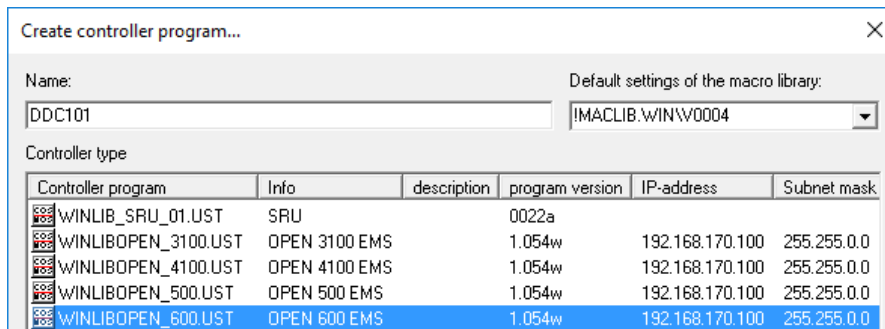 Create controller program...
Name: Default settings of the macro library:
DDC101 !MACLIB.WIN\V0004
Controller type
Controller program Info description program version IP-address Subnet mask
WINLIB_SRU_01.UST SRU 0022a
WINLIBOPEN_3100.UST OPEN 3100 EMS 1.054w 192.168.170.100 255.255.0.0
WINLIBOPEN_4100.UST OPEN 4100 EMS 1.054w 192.168.170.100 255.255.0.0
WINLIBOPEN_500.UST OPEN 500 EMS 1.054w 192.168.170.100 255.255.0.0
WINLIBOPEN_600.UST OPEN 600 EMS 1.054w 192.168.170.100 255.255.0.0